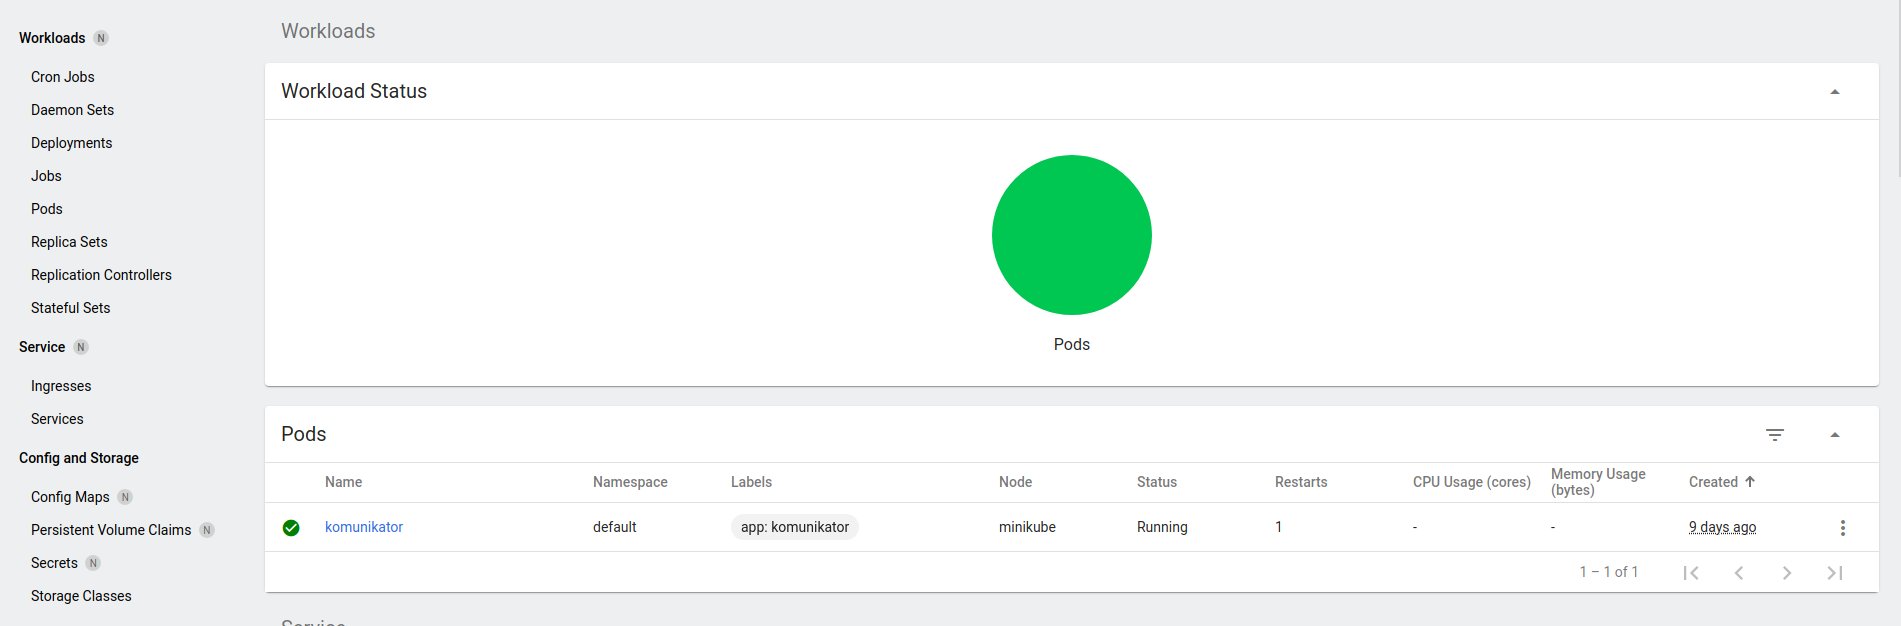 Workloads N
Cron Jobs
Daemon Sets
Deployments
Jobs
Pods
Replica Sets
Replication Controllers
Stateful Sets
Service N
Ingresses
Services
Config and Storage
Config Maps N
Persistent Volume Claims N
Secrets N
Storage Classes
Workloads
Workload Status
Pods
Pods
Name Namespace Labels Node Status Restarts CPU Usage (cores) Memory Usage (bytes) Created
komunikator default app: komunikator minikube Running 1 - - 9 days ago
1 – 1 of 1
Service